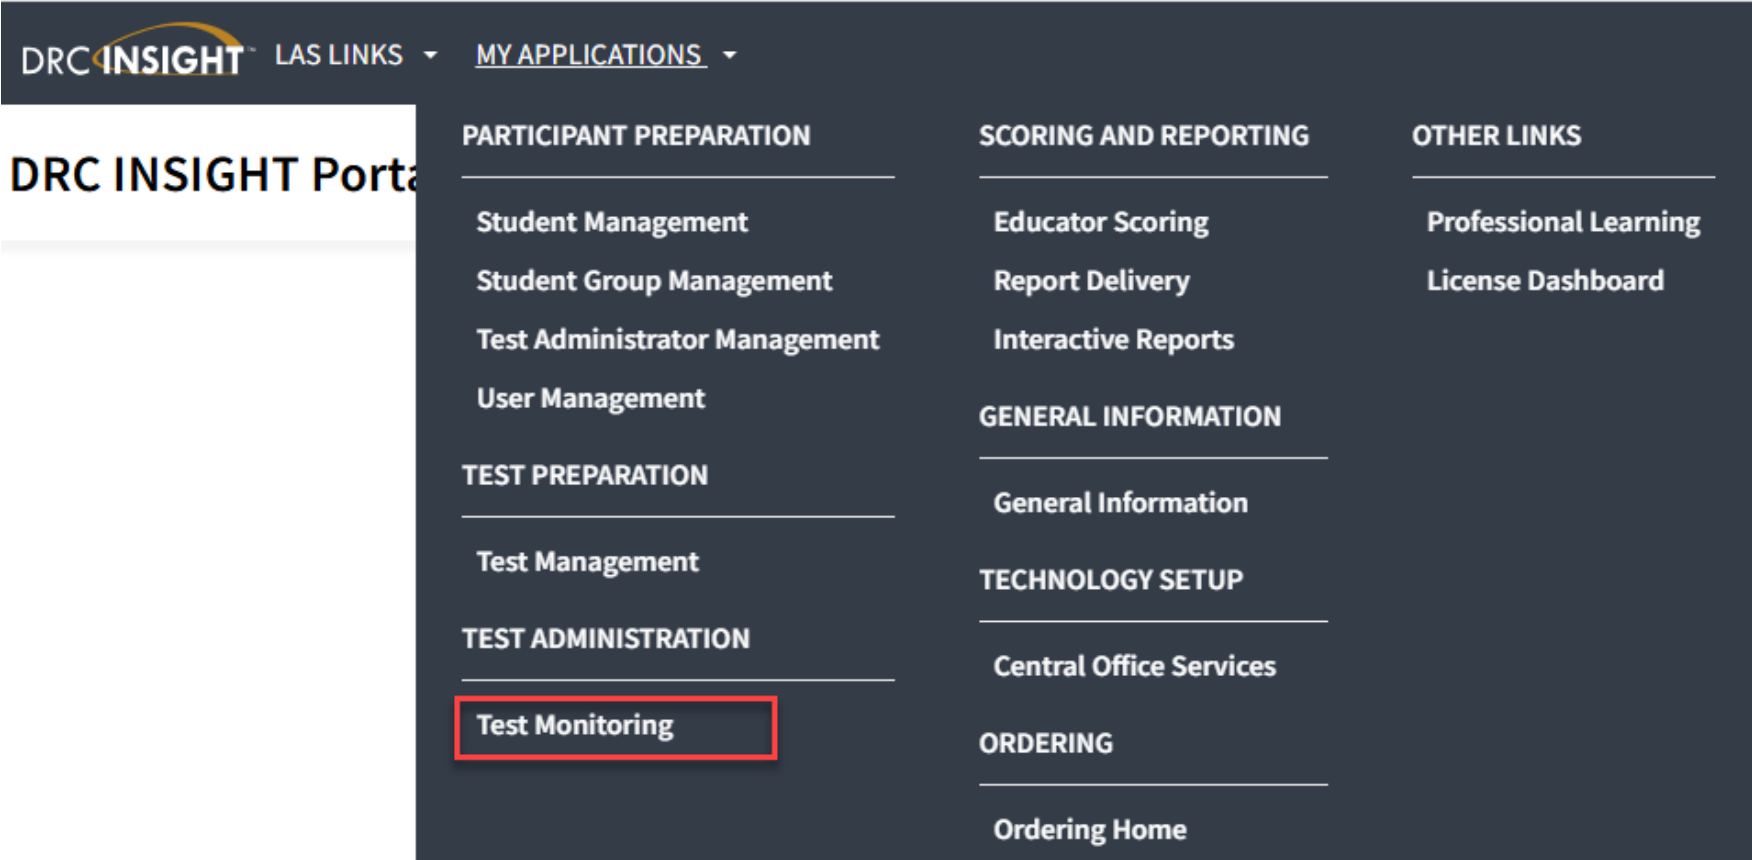 DRC INSIGHT™ LAS LINKS MY APPLICATIONS
DRC INSIGHT Porta
PARTICIPANT PREPARATION
Student Management
Student Group Management
Test Administrator Management
User Management
TEST PREPARATION
Test Management
TEST ADMINISTRATION
Test Monitoring
SCORING AND REPORTING
Educator Scoring
Report Delivery
Interactive Reports
GENERAL INFORMATION
General Information
TECHNOLOGY SETUP
Central Office Services
ORDERING
Ordering Home
OTHER LINKS
Professional Learning
License Dashboard